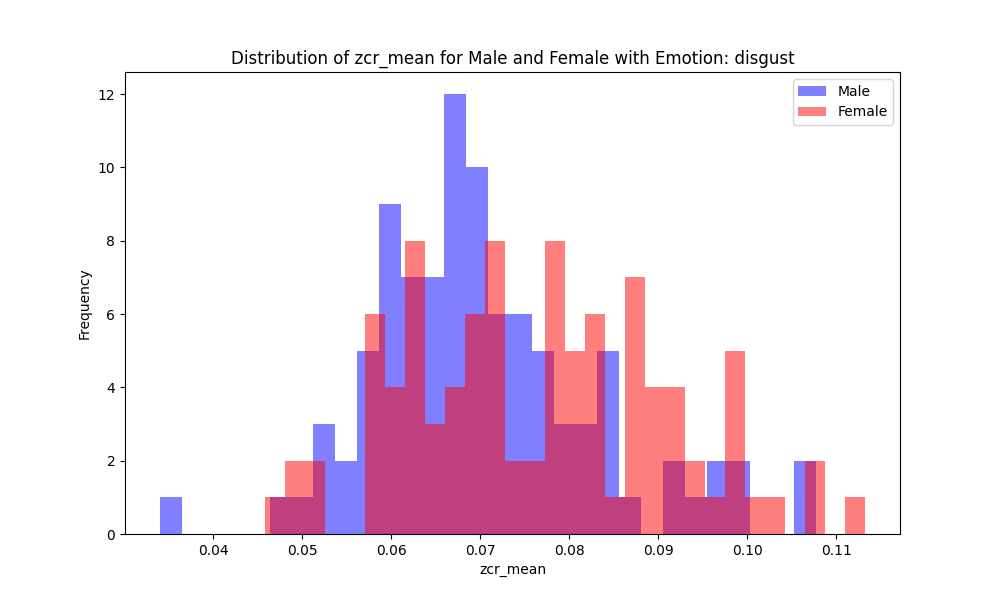 Distribution of zcr_mean for Male and Female with Emotion: disgust
Male
Female
12
10
8
6
4
2
0
Frequency
0.04 0.05 0.06 0.07 0.08 0.09 0.10 0.11
zcr_mean